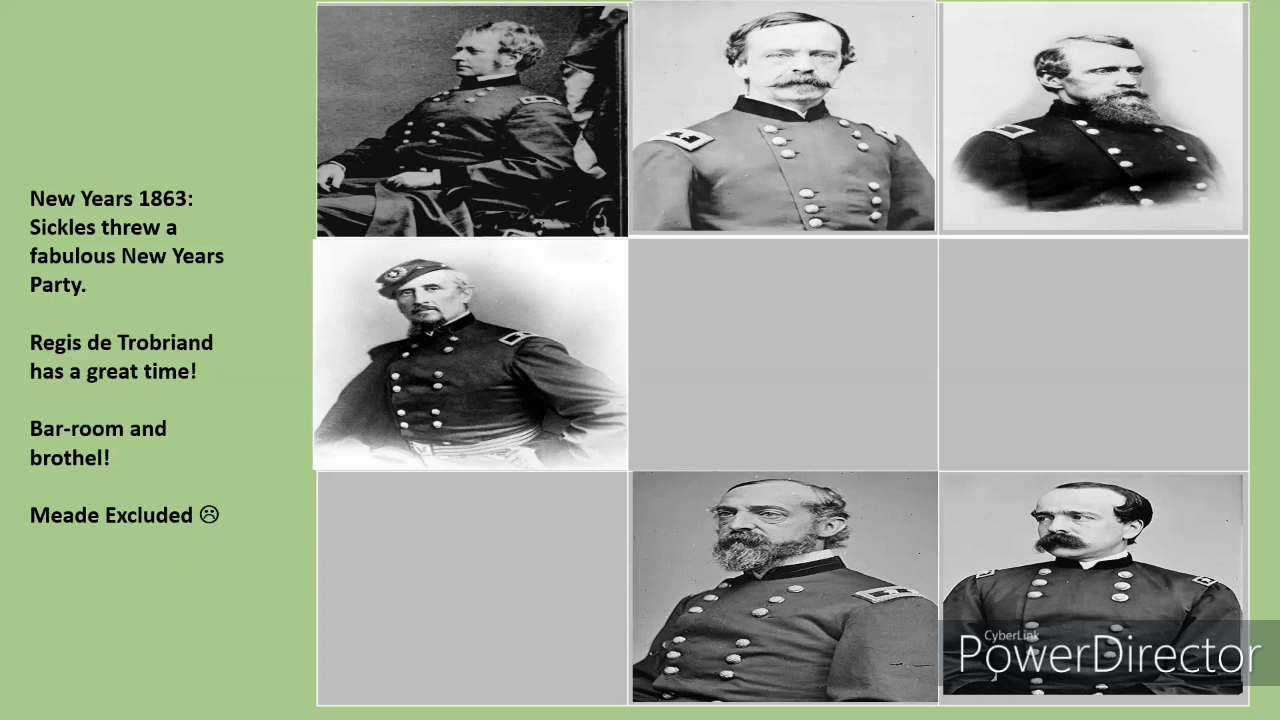 New Years 1863:
Sickles threw a
fabulous New Years
Party.
Regis de Trobriand
has a great time!
Bar-room and
brothel!
Meade Excluded ☹
CyberLink
PowerDirector